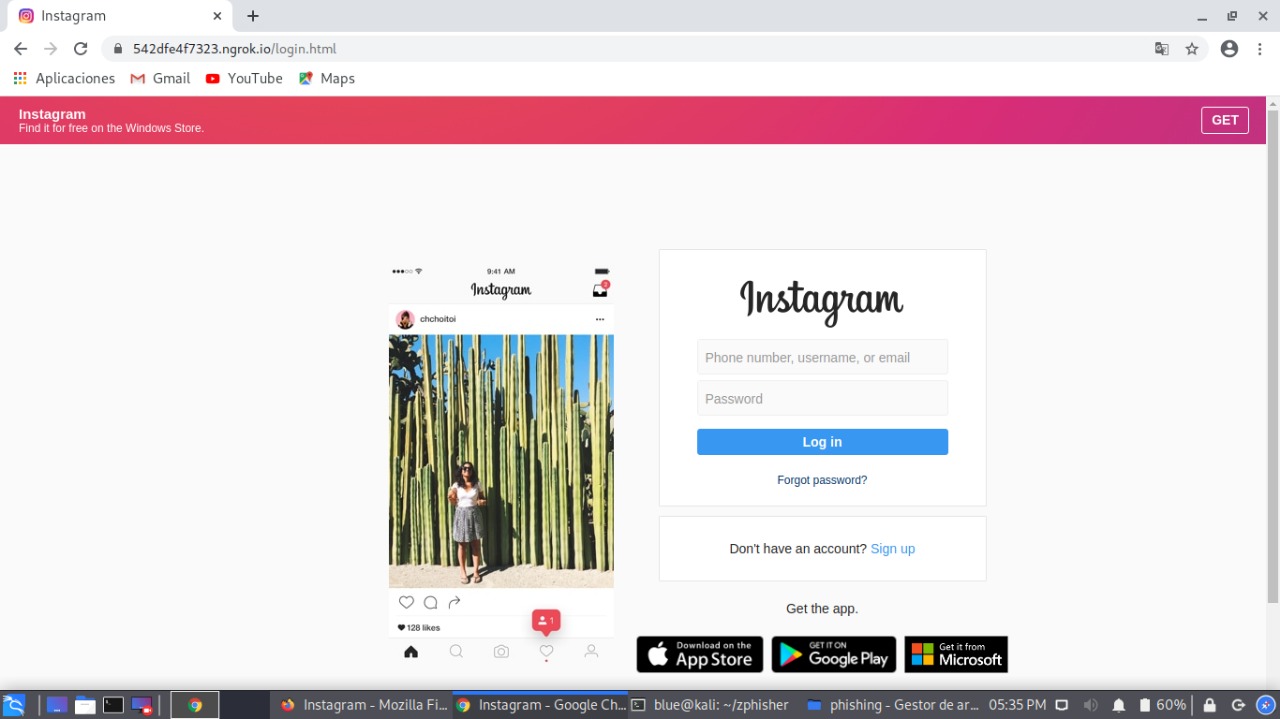 Instagram
542dfe4f7323.ngrok.io/login.html
Aplicaciones Gmail YouTube Maps
Instagram
Find it for free on the Windows Store.
GET
9:41 AM
Instagram
2
chchoitoi
128 likes
1
Instagram
Phone number, username, or email
Password
Log in
Forgot password?
Don't have an account? Sign up
Get the app.
Download on the
App Store
GET IT ON
Google Play
Get it from
Microsoft
Instagram - Mozilla Fi... Instagram - Google Ch... blue@kali: ~/zphisher phishing - Gestor de ar... 05:35 PM 60%